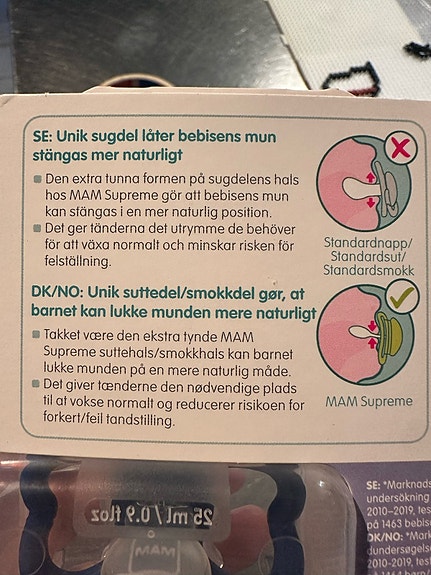 SE: Unik sugdel låter bebisens mun
stängas mer naturligt
Den extra tunna formen på sugdelens hals
hos MAM Supreme gör att bebisens mun
kan stängas i en mer naturlig position.
Det ger tänderna det utrymme de behöver
för att växa normalt och minskar risken för
felställning.
Standardnapp/
Standardsut/
Standardsmokk
DK/NO: Unik suttedel/smokkdel gør, at
barnet kan lukke munden mere naturligt
Takket være den ekstra tynde MAM
Supreme suttehals/smokkhals kan barnet
lukke munden på en mere naturlig måde.
Det giver tænderne den nødvendige plads
til at vokse normalt og reducerer risikoen for
forkert/feil tandstilling.
MAM Supreme
25 ml / 0.9 fl oz
MAM
SE: *Marknads
undersökning
2010–2019, test
på 1463 bebise
DK/NO: *Mark
dundersøgelse
2010–2019, tes